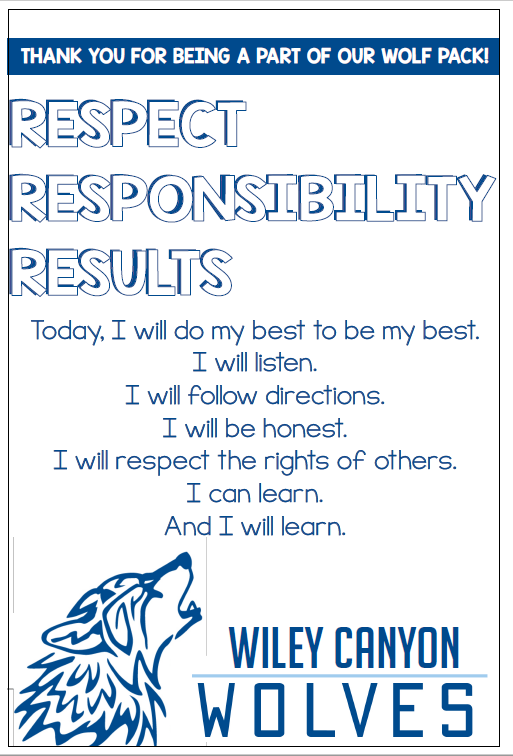 THANK YOU FOR BEING A PART OF OUR WOLF PACK!
RESPECT
RESPONSIBILITY
RESULTS
Today, I will do my best to be my best.
I will listen.
I will follow directions.
I will be honest.
I will respect the rights of others.
I can learn.
And I will learn.
WILEY CANYON
WOLVES